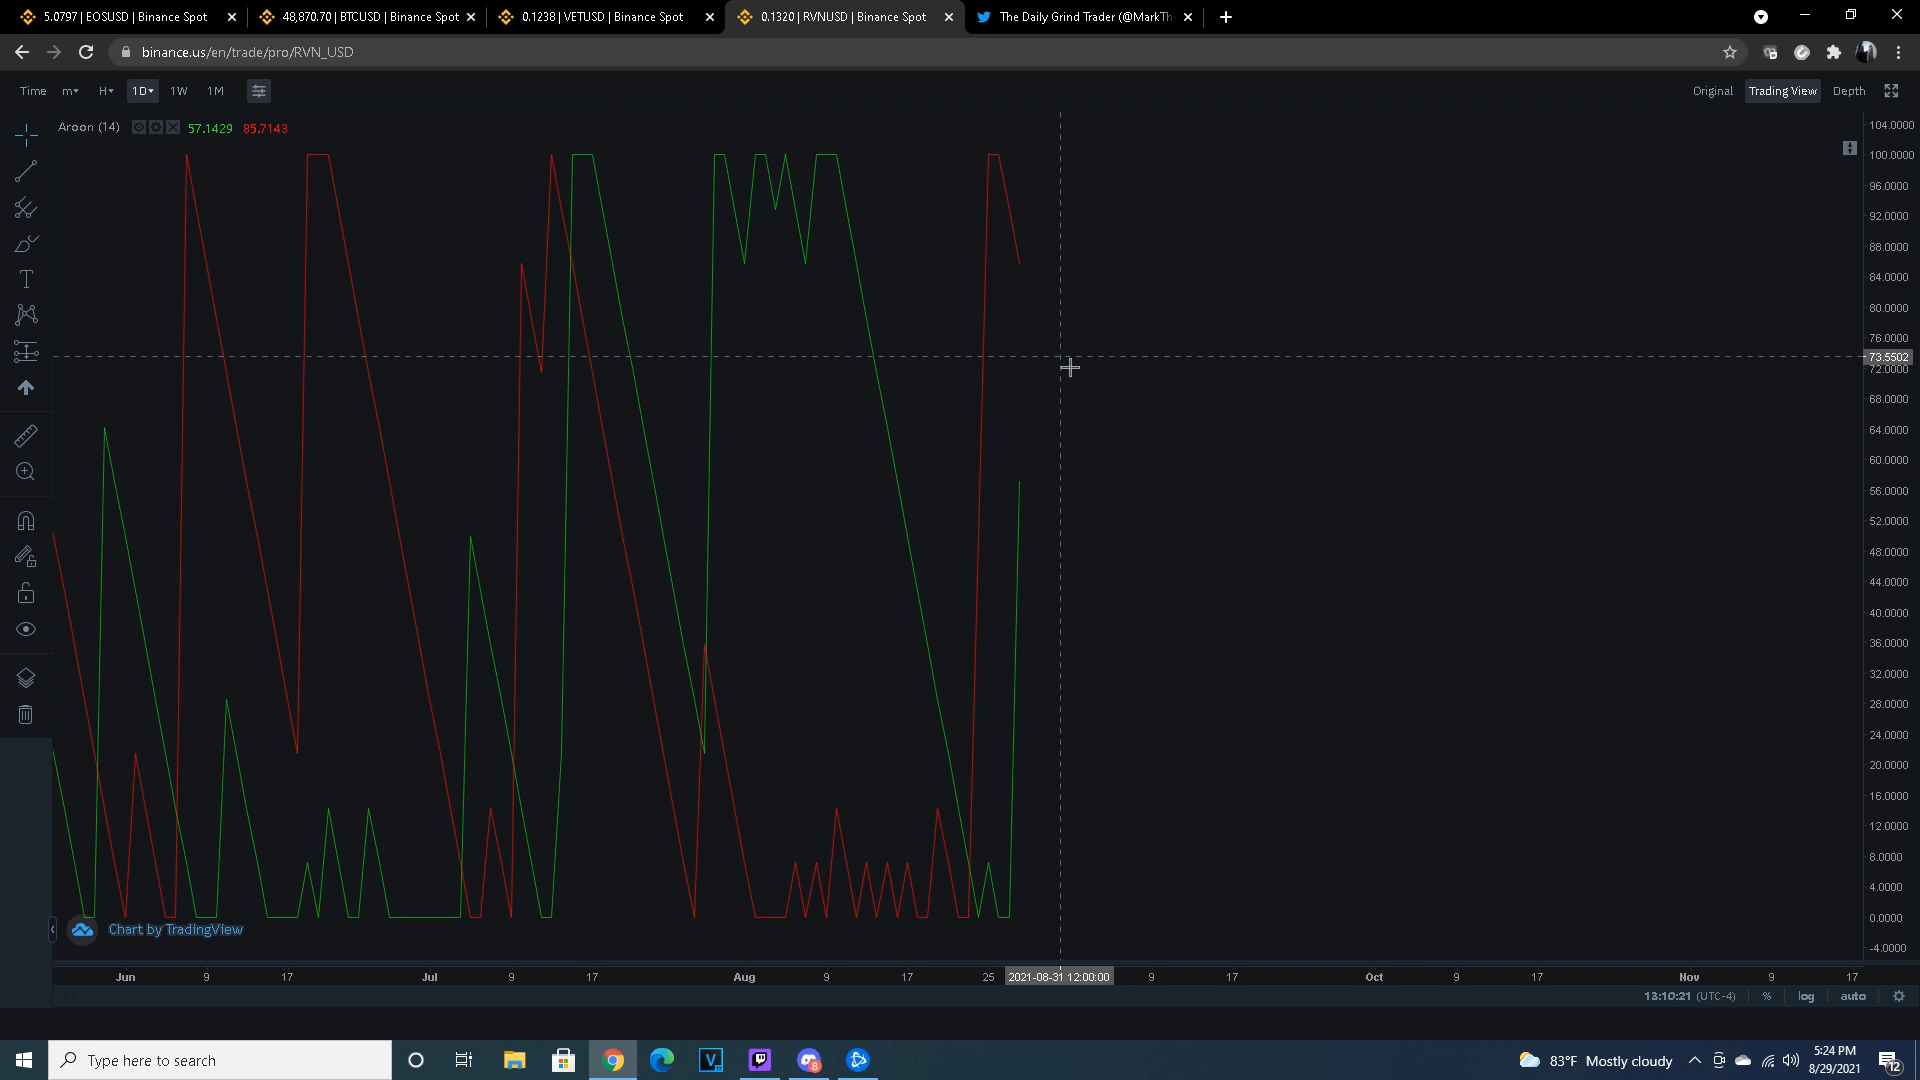 5.0797 | EOSUSD | Binance Spot
48,870.70 | BTCUSD | Binance Spot
0.1238 | VETUSD | Binance Spot
0.1320 | RVNUSD | Binance Spot
The Daily Grind Trader (@MarkTh
binance.us/en/trade/pro/RVN_USD
Time m H 1D 1W 1M Original Trading View Depth
Aroon (14) 57.1429 85.7143
104.0000
100.0000
96.0000
92.0000
88.0000
84.0000
80.0000
76.0000
73.5502
72.0000
68.0000
64.0000
60.0000
56.0000
52.0000
48.0000
44.0000
40.0000
36.0000
32.0000
28.0000
24.0000
20.0000
16.0000
12.0000
8.0000
4.0000
0.0000
-4.0000
Chart by TradingView
Jun 9 17 Jul 9 17 Aug 9 17 25 2021-08-31 12:00:00 9 17 Oct 9 17 Nov 9 17
13:10:21 (UTC-4) % log auto
Type here to search
8
83°F Mostly cloudy
5:24 PM
8/29/2021
12